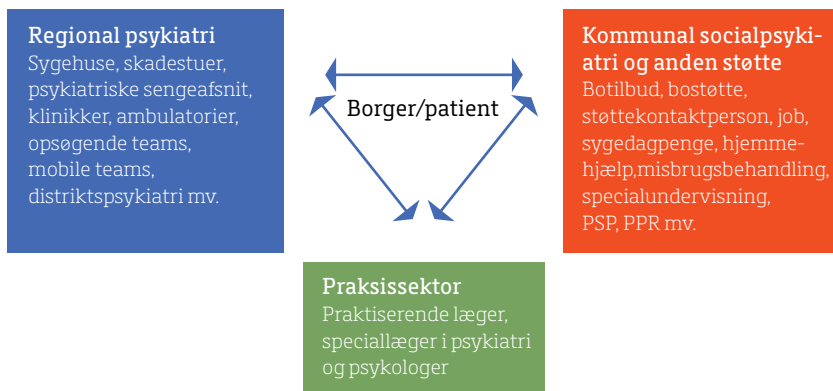 Regional psykiatri
Sygehuse, skadestuer,
psykiatriske sengeafsnit,
klinikker, ambulatorier,
opsøgende teams,
mobile teams,
distriktspsykiatri mv.
Borger/patient
Kommunal socialpsyki-
atri og anden støtte
Botilbud, bostøtte,
støttekontaktperson, job,
sygedagpenge, hjemme-
hjælp,misbrugsbehandling,
specialundervisning,
PSP, PPR mv.
Praksissektor
Praktiserende læger,
speciallæger i psykiatri
og psykologer